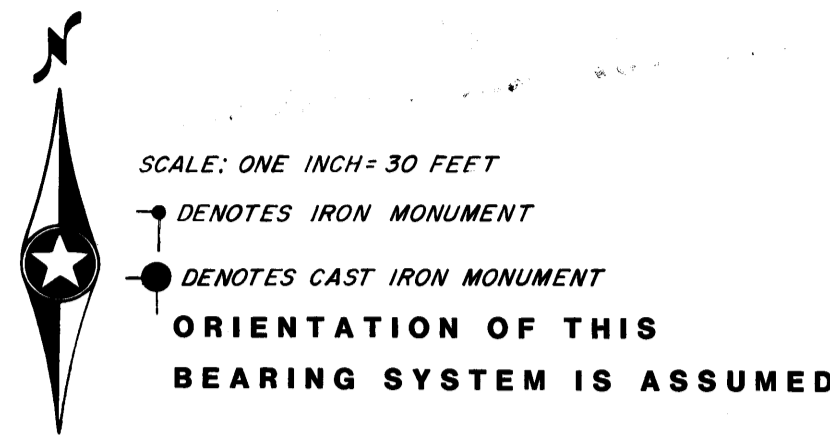 N
SCALE: ONE INCH = 30 FEET
DENOTES IRON MONUMENT
DENOTES CAST IRON MONUMENT
ORIENTATION OF THIS
BEARING SYSTEM IS ASSUMED